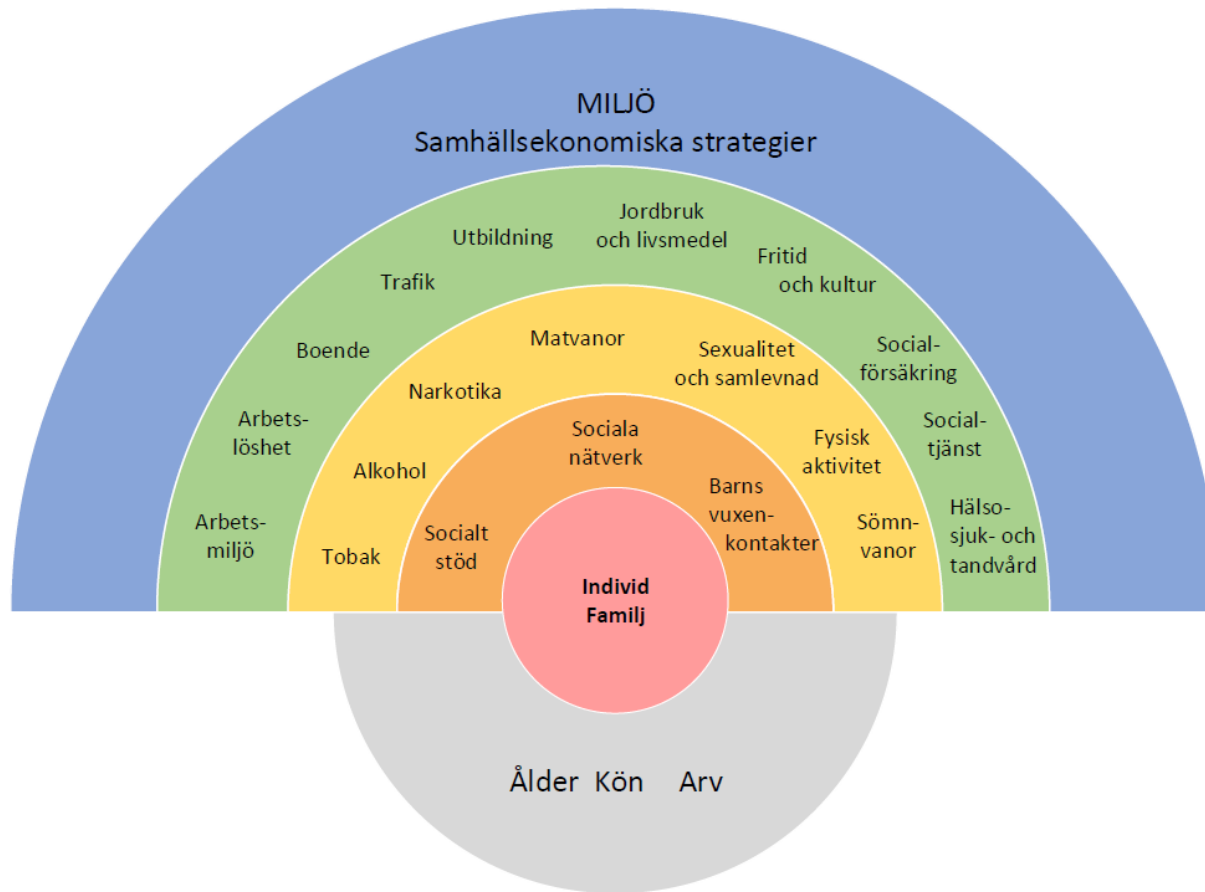 MILJÖ
Samhällsekonomiska strategier
Jordbruk
och livsmedel
Utbildning
Fritid
och kultur
Trafik
Boende
Social-
försäkring
Arbets-
löshet
Social-
tjänst
Arbets-
miljö
Hälso-
sjuk- och
tandvård
Matvanor
Sexualitet
och samlevnad
Narkotika
Alkohol
Fysisk
aktivitet
Tobak
Sömn-
vanor
Sociala
nätverk
Socialt
stöd
Barns
vuxen-
kontakter
Individ
Familj
Ålder Kön Arv